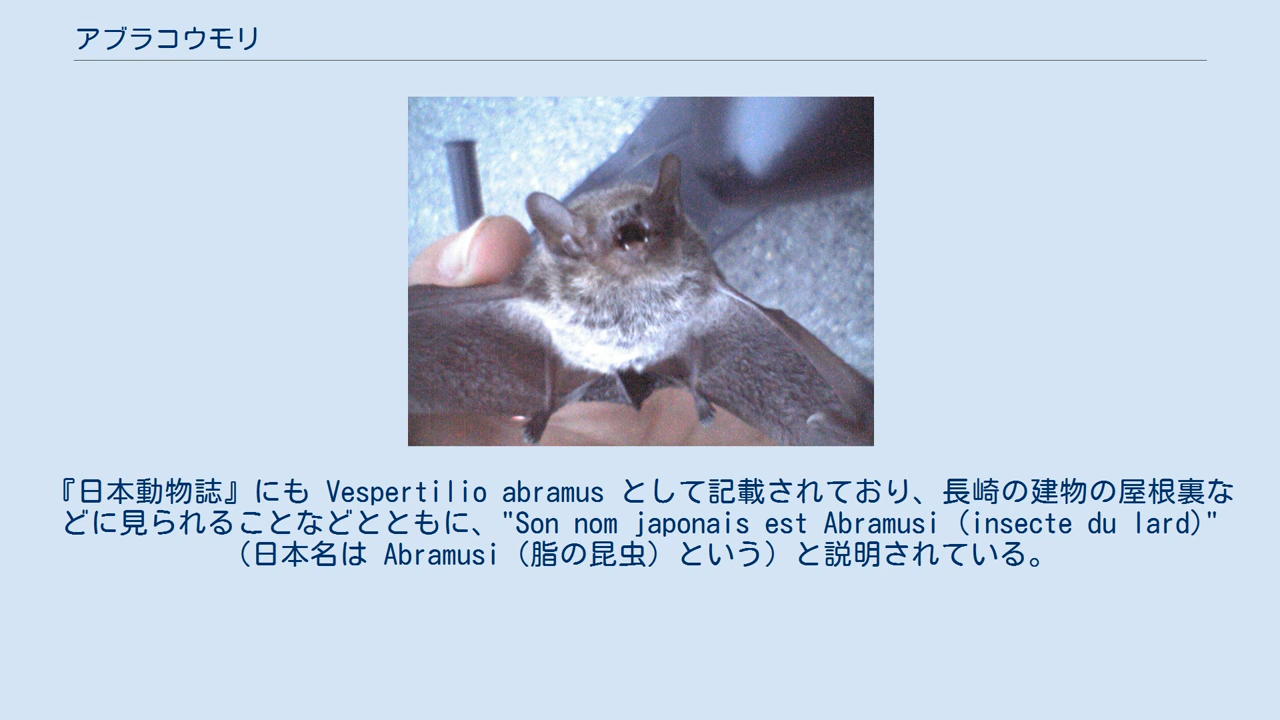 アブラコウモリ
『日本動物誌』にも Vespertilio abramus として記載されており、長崎の建物の屋根裏な
どに見られることなどとともに、"Son nom japonais est Abramusi（insecte du lard）"
（日本名は Abramusi（脂の昆虫）という）と説明されている。